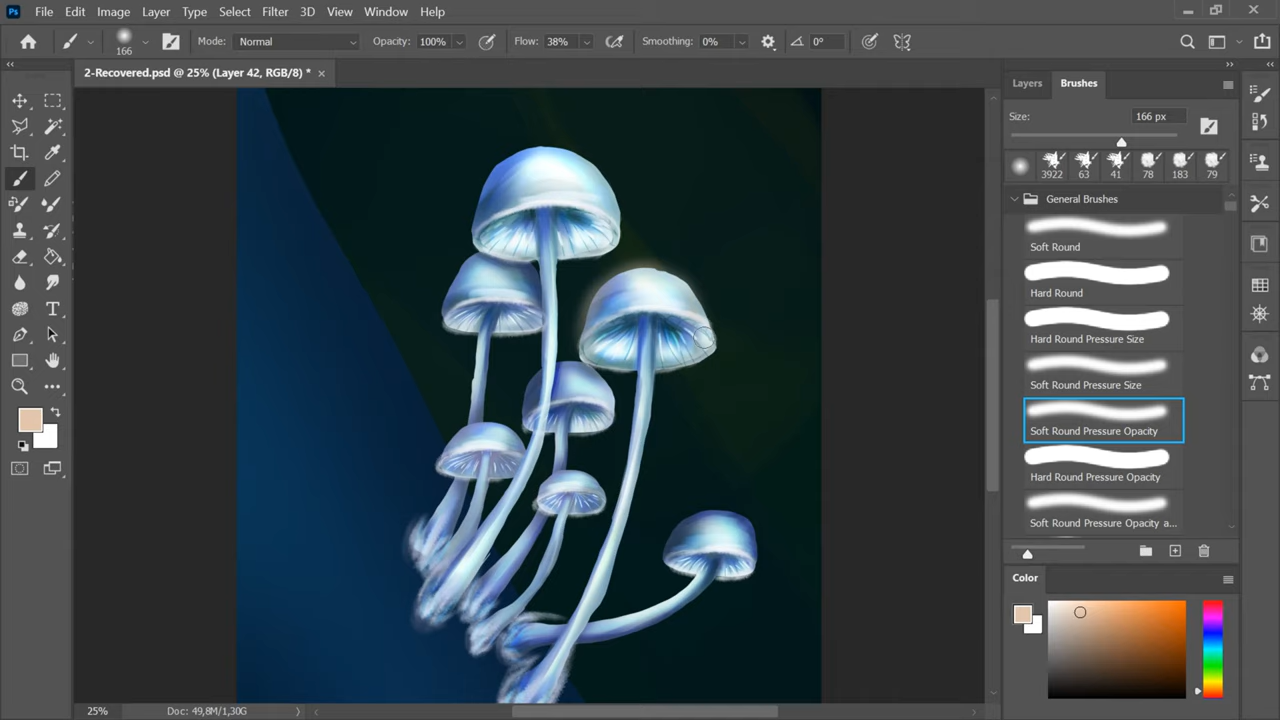 Ps File Edit Image Layer Type Select Filter 3D View Window Help
166 Mode: Normal Opacity: 100% Flow: 38% Smoothing: 0% 0°
2-Recovered.psd @ 25% (Layer 42, RGB/8) *
Layers Brushes
Size: 166 px
3922 63 41 78 183 79
General Brushes
Soft Round
Hard Round
Hard Round Pressure Size
Soft Round Pressure Size
Soft Round Pressure Opacity
Hard Round Pressure Opacity
Soft Round Pressure Opacity a...
Color
25% Doc: 49,8M/1,30G